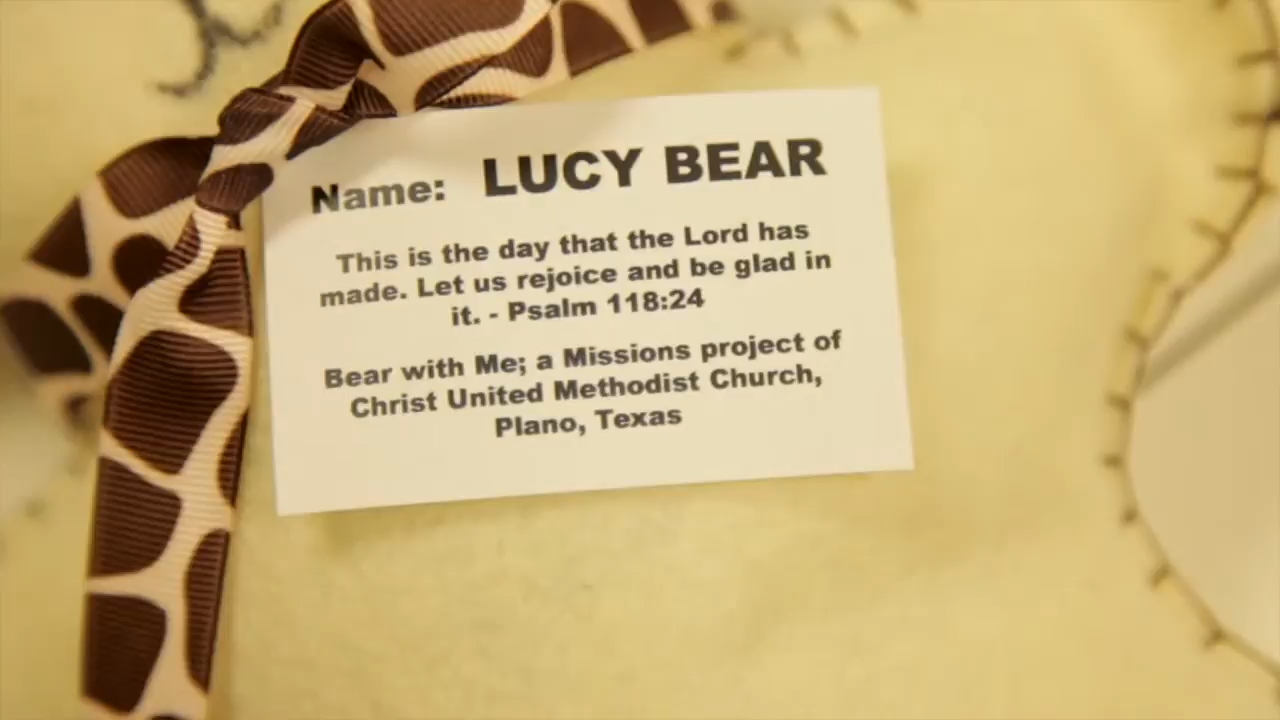 Name: LUCY BEAR
This is the day that the Lord has
made. Let us rejoice and be glad in
it. - Psalm 118:24
Bear with Me; a Missions project of
Christ United Methodist Church,
Plano, Texas